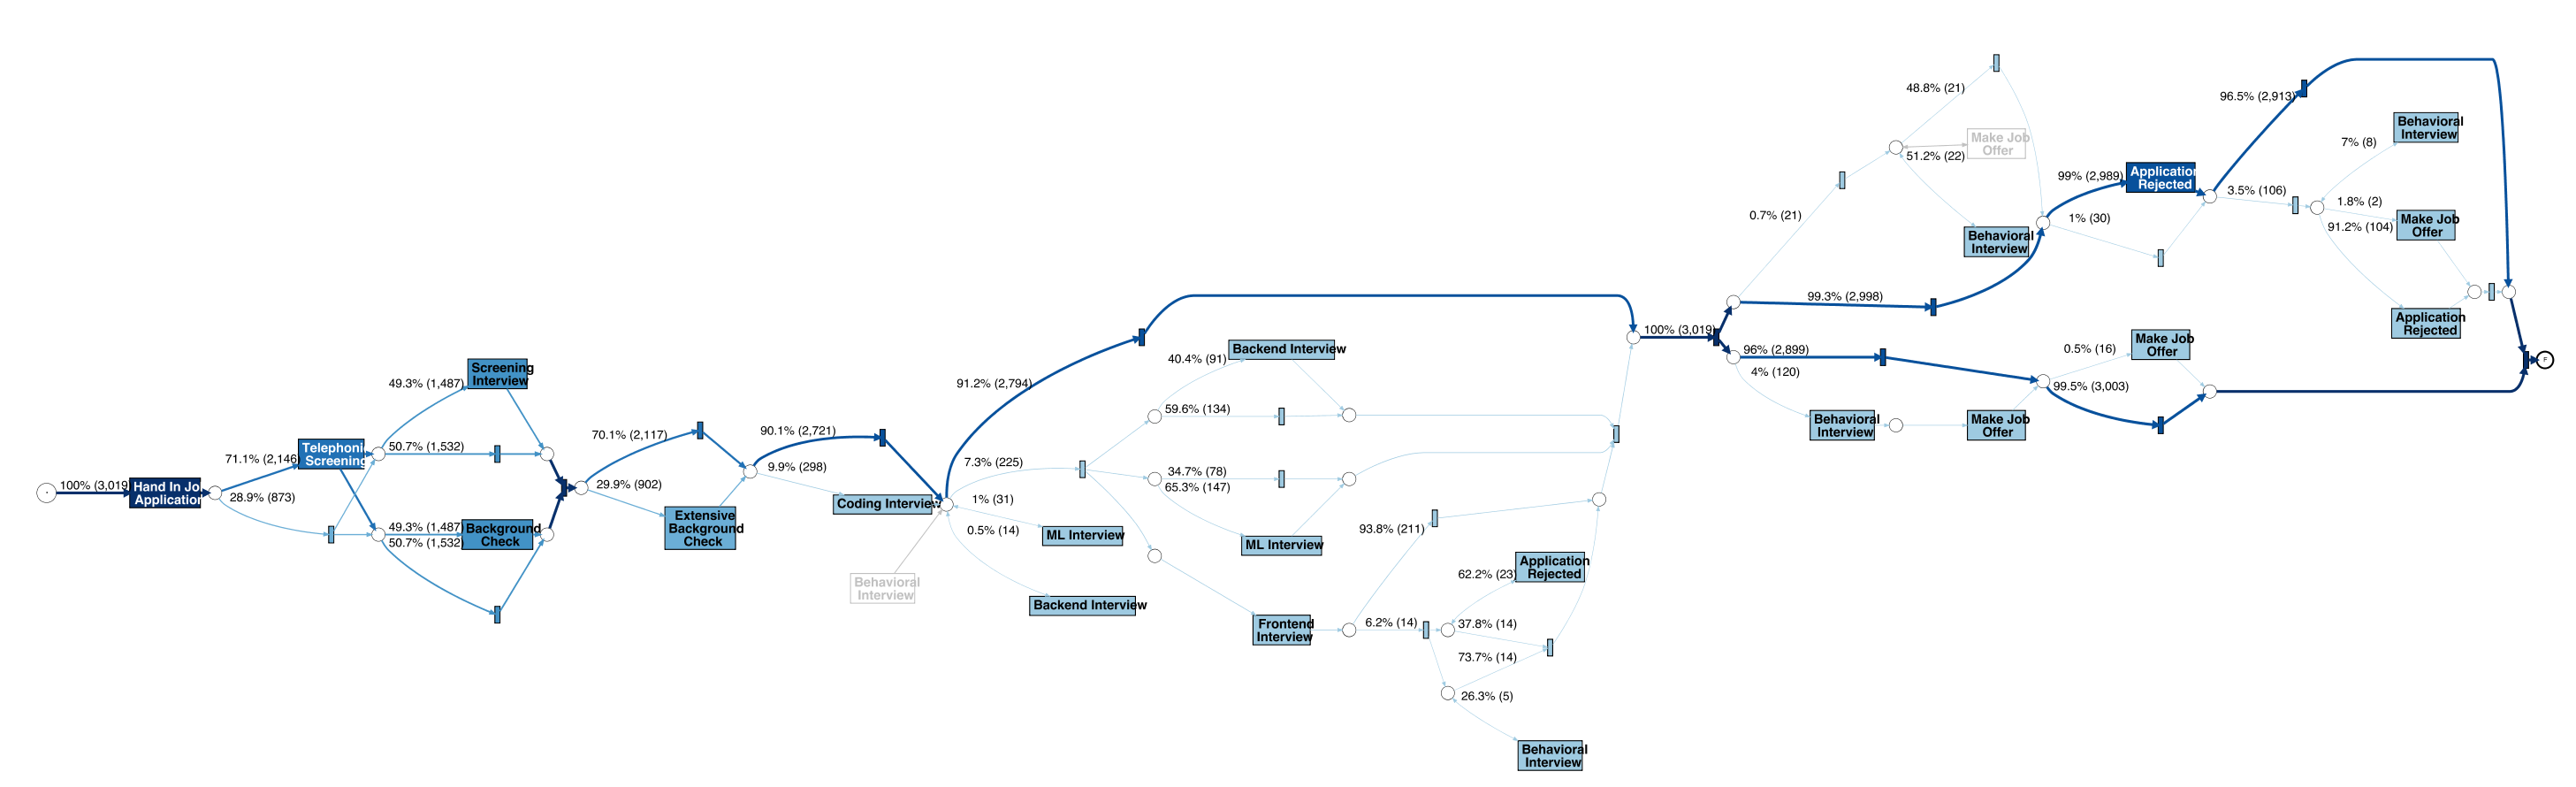 100% (3,019
Hand In Jo
Application
71.1% (2,146
28.9% (873)
Telephoni
Screening
49.3% (1,487)
50.7% (1,532)
Screening
Interview
49.3% (1,487
50.7% (1,532
Background
Check
70.1% (2,117)
29.9% (902)
Extensive
Background
Check
90.1% (2,721)
9.9% (298)
Coding Interview
Behavioral
Interview
91.2% (2,794)
7.3% (225)
1% (31)
0.5% (14)
ML Interview
Backend Interview
40.4% (91)
Backend Interview
59.6% (134)
34.7% (78)
65.3% (147)
ML Interview
Frontend
Interview
93.8% (211)
6.2% (14)
62.2% (23)
Application
Rejected
37.8% (14)
73.7% (14)
26.3% (5)
Behavioral
Interview
100% (3,019)
0.7% (21)
99.3% (2,998)
48.8% (21)
51.2% (22)
Make Job
Offer
Behavioral
Interview
96% (2,899)
4% (120)
Behavioral
Interview
Make Job
Offer
99% (2,989)
1% (30)
Application
Rejected
0.5% (16)
99.5% (3,003)
Make Job
Offer
96.5% (2,913)
3.5% (106)
7% (8)
Behavioral
Interview
1.8% (2)
91.2% (104)
Make Job
Offer
Application
Rejected
F